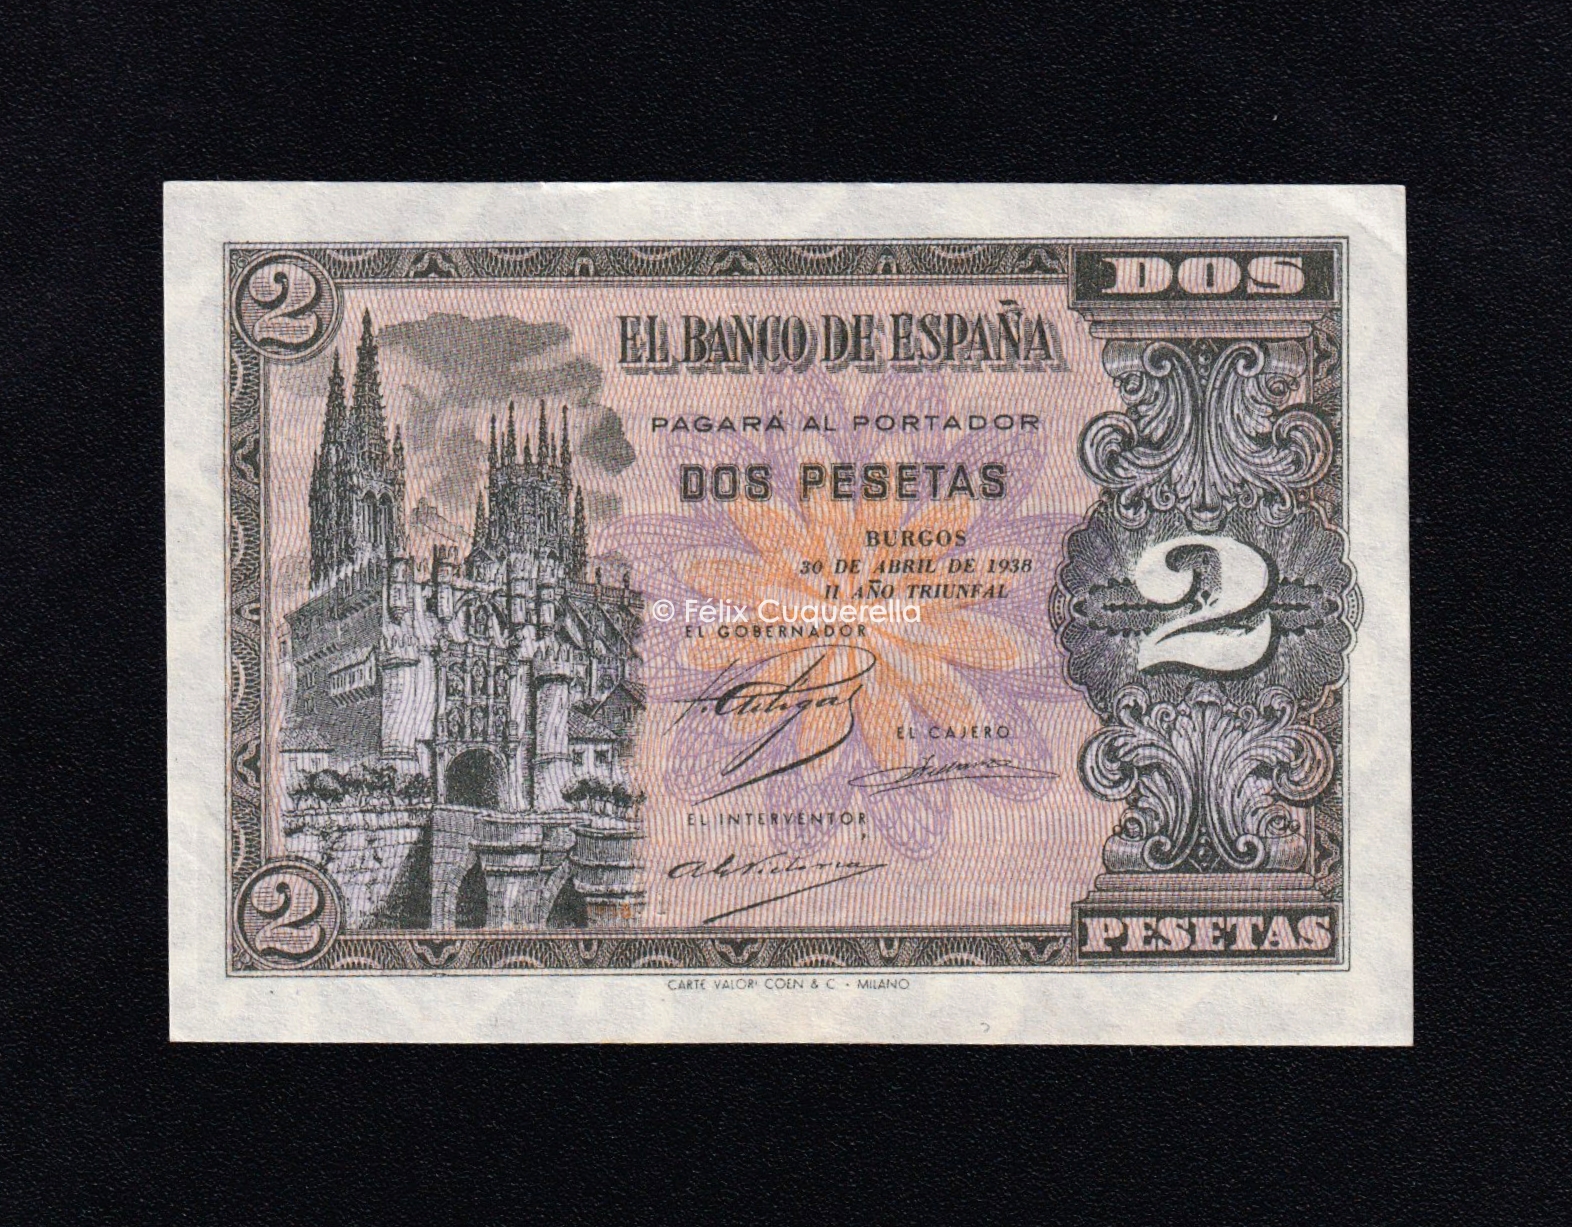 2
DOS
EL BANCO DE ESPAÑA
PAGARÁ AL PORTADOR
DOS PESETAS
BURGOS
30 DE ABRIL DE 1938
II AÑO TRIUNFAL
© Félix Cuquerella
EL GOBERNADOR
2
EL CAJERO
EL INTERVENTOR,
2
PESETAS
CARTE VALORI COEN & C - MILANO